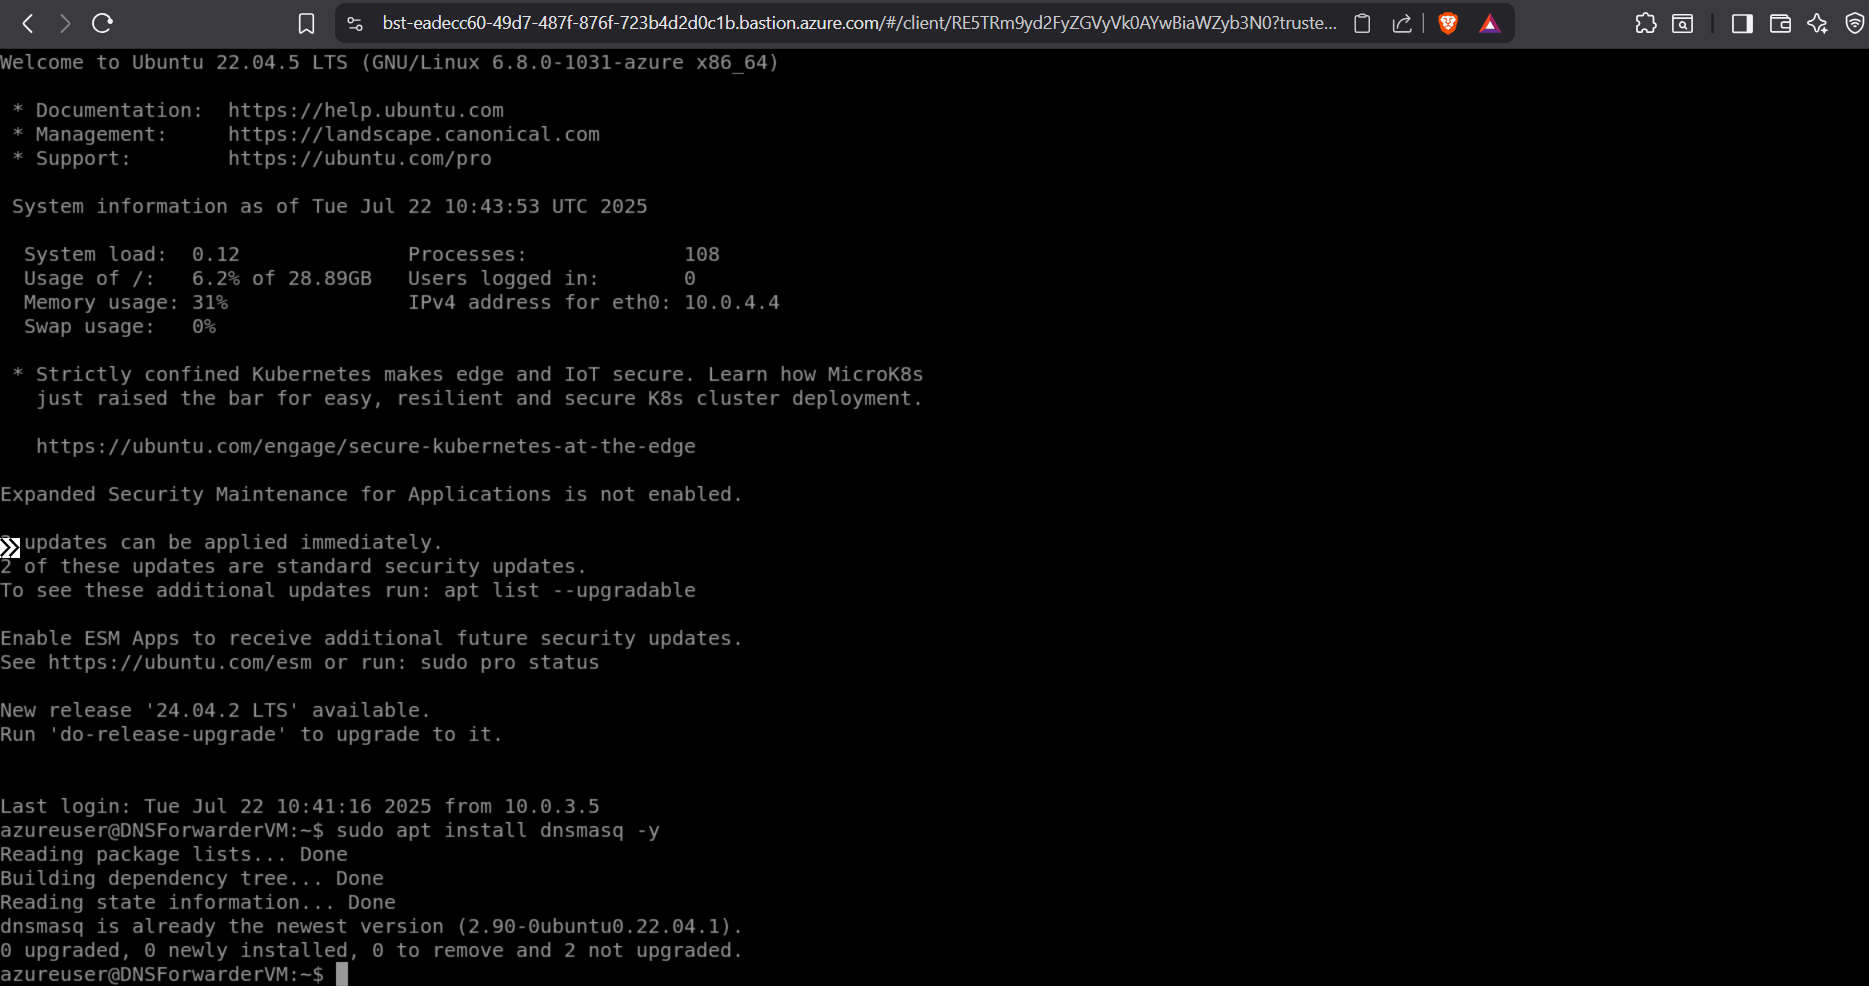 bst-eadecc60-49d7-487f-876f-723b4d2d0c1b.bastion.azure.com/#/client/RE5TRm9yd2FyZGVyVk0AYwBiaWZyb3N0?truste...
Welcome to Ubuntu 22.04.5 LTS (GNU/Linux 6.8.0-1031-azure x86_64)
* Documentation:  https://help.ubuntu.com
* Management:     https://landscape.canonical.com
* Support:        https://ubuntu.com/pro
System information as of Tue Jul 22 10:43:53 UTC 2025
System load:  0.12              Processes:             108
Usage of /:   6.2% of 28.89GB   Users logged in:       0
Memory usage: 31%               IPv4 address for eth0: 10.0.4.4
Swap usage:   0%
* Strictly confined Kubernetes makes edge and IoT secure. Learn how MicroK8s
just raised the bar for easy, resilient and secure K8s cluster deployment.
https://ubuntu.com/engage/secure-kubernetes-at-the-edge
Expanded Security Maintenance for Applications is not enabled.
updates can be applied immediately.
2 of these updates are standard security updates.
To see these additional updates run: apt list --upgradable
Enable ESM Apps to receive additional future security updates.
See https://ubuntu.com/esm or run: sudo pro status
New release '24.04.2 LTS' available.
Run 'do-release-upgrade' to upgrade to it.
Last login: Tue Jul 22 10:41:16 2025 from 10.0.3.5
azureuser@DNSForwarderVM:~$ sudo apt install dnsmasq -y
Reading package lists... Done
Building dependency tree... Done
Reading state information... Done
dnsmasq is already the newest version (2.90-0ubuntu0.22.04.1).
0 upgraded, 0 newly installed, 0 to remove and 2 not upgraded.
azureuser@DNSForwarderVM:~$